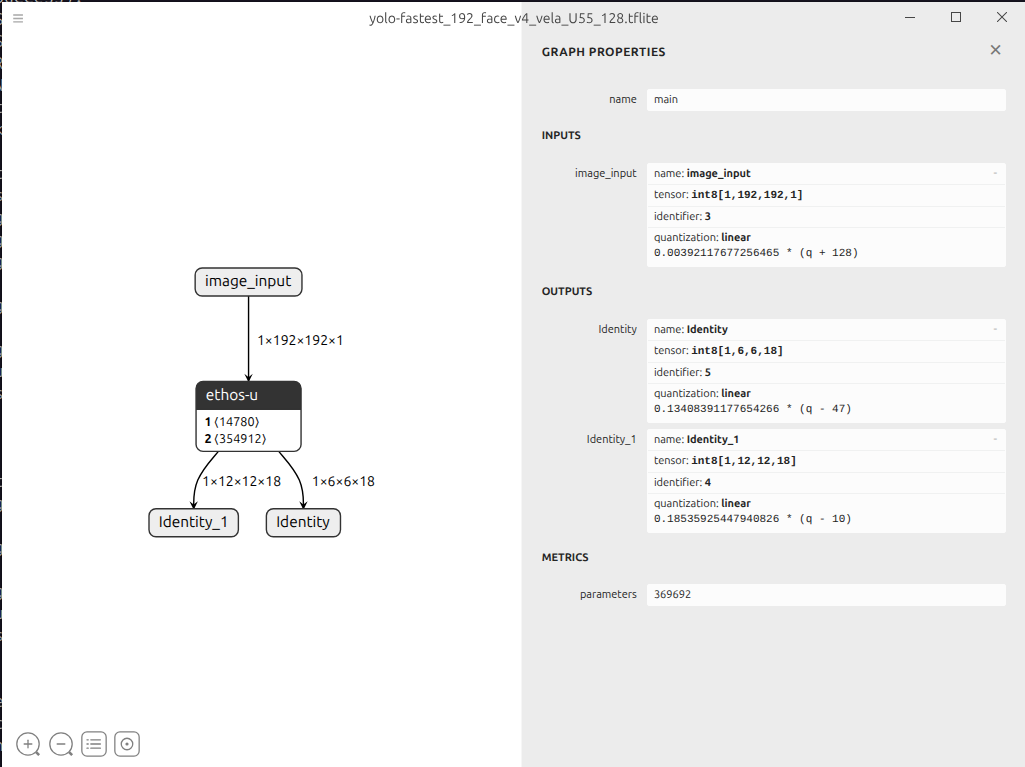 yolo-fastest_192_face_v4_vela_U55_128.tflite
image_input
1×192×192×1
ethos-u
1 ⟨14780⟩
2 ⟨354912⟩
1×12×12×18
1×6×6×18
Identity_1
Identity
GRAPH PROPERTIES
name
main
INPUTS
image_input
name: image_input
-
tensor: int8[1,192,192,1]
identifier: 3
quantization: linear
0.00392117677256465 * (q + 128)
OUTPUTS
Identity
name: Identity
-
tensor: int8[1,6,6,18]
identifier: 5
quantization: linear
0.13408391177654266 * (q - 47)
Identity_1
name: Identity_1
-
tensor: int8[1,12,12,18]
identifier: 4
quantization: linear
0.18535925447940826 * (q - 10)
METRICS
parameters
369692